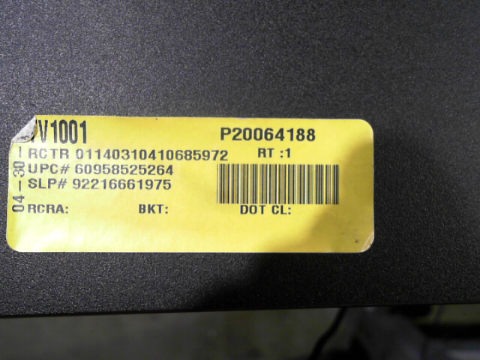 V1001 P20064188
RCTR 01140310410685972 RT :1
UPC# 60958525264
SLP# 92216661975
RCRA: BKT: DOT CL:
04-30